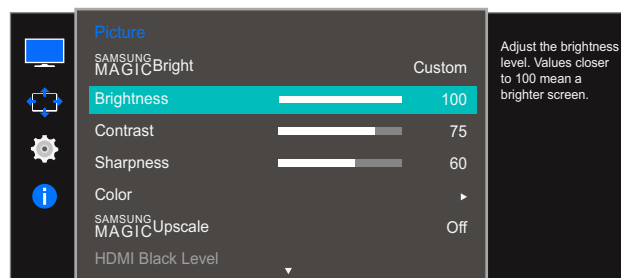 Picture
SAMSUNG
MAGICBright Custom
Brightness 100
Contrast 75
Sharpness 60
Color
SAMSUNG
MAGICUpscale Off
HDMI Black Level
Adjust the brightness
level. Values closer
to 100 mean a
brighter screen.